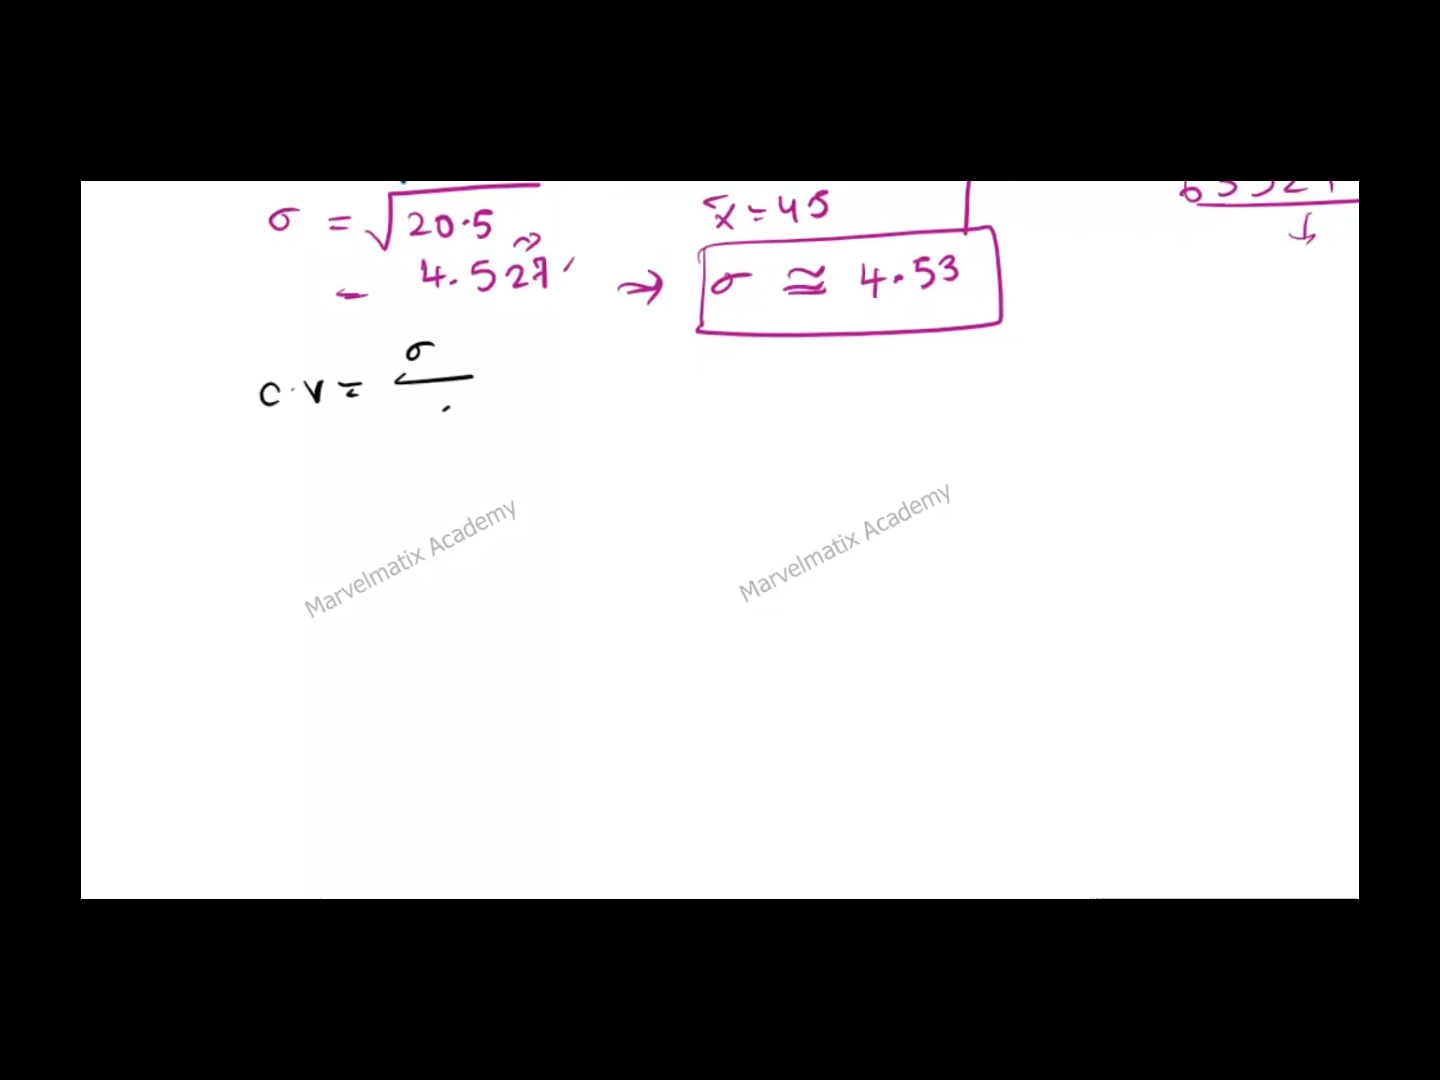 σ = √20.5
x̄ = 45
= 4.527
→ σ ≅ 4.53
C.V = σ
Marvelmatix Academy
Marvelmatix Academy